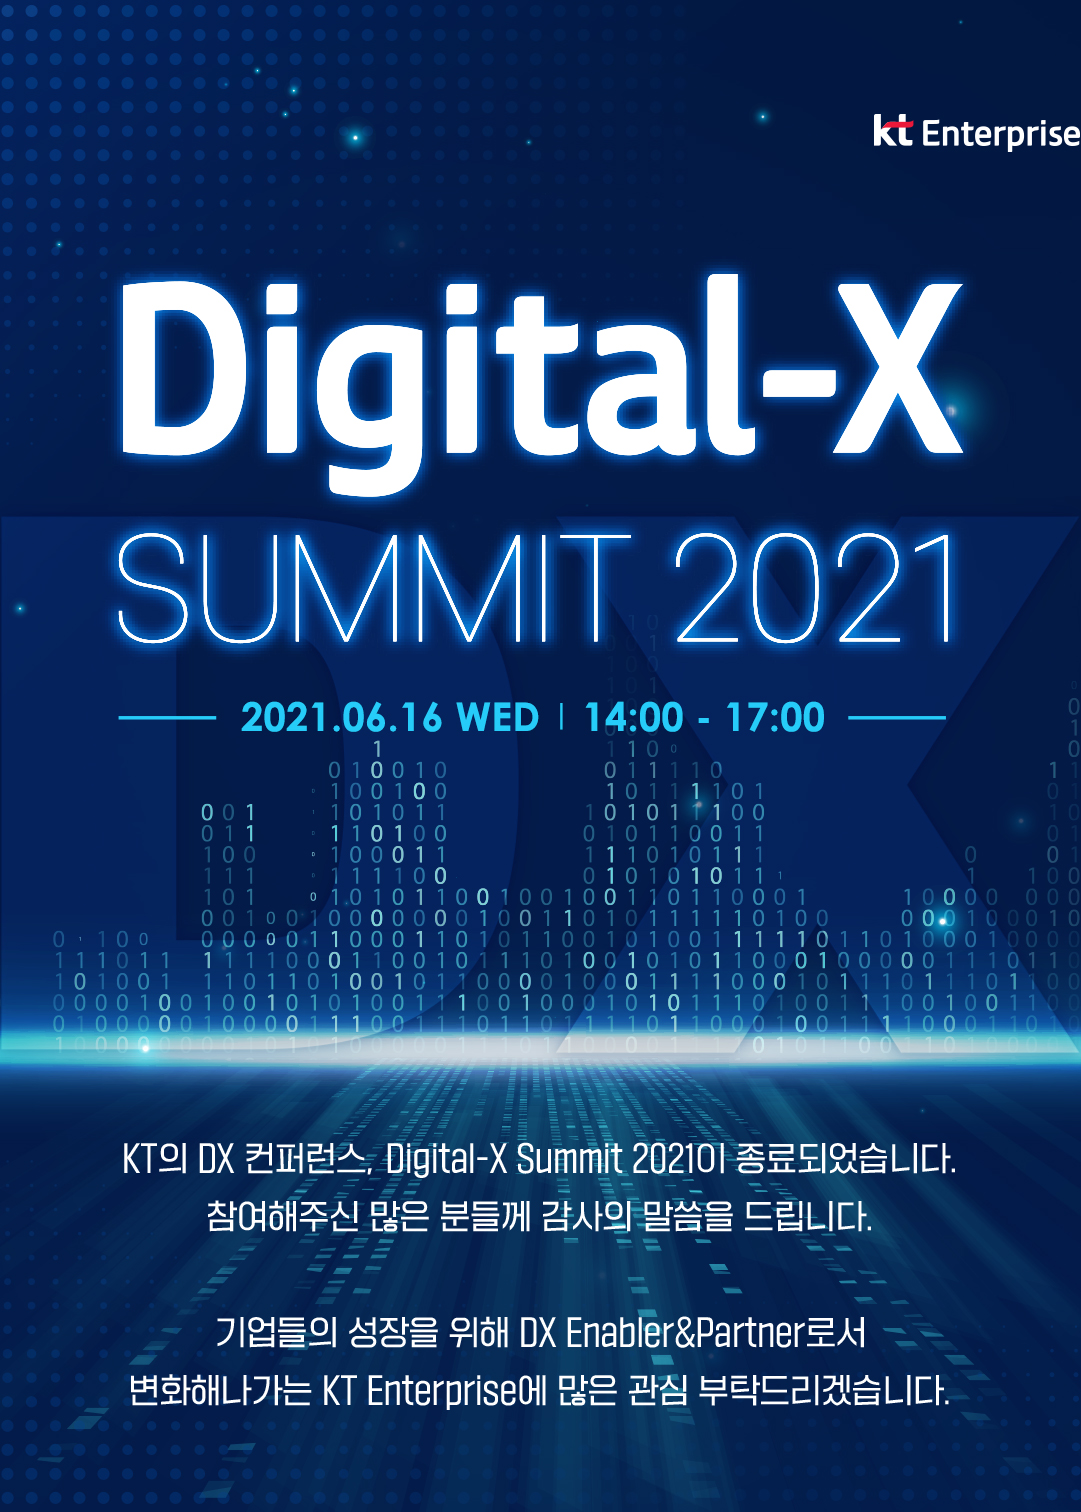 kt Enterprise
Digital-X
SUMMIT 2021
2021.06.16 WED | 14:00 - 17:00
KT의 DX 컨퍼런스, Digital-X Summit 2021이 종료되었습니다.
참여해주신 많은 분들께 감사의 말씀을 드립니다.
기업들의 성장을 위해 DX Enabler&Partner로서
변화해나가는 KT Enterprise에 많은 관심 부탁드리겠습니다.
DX